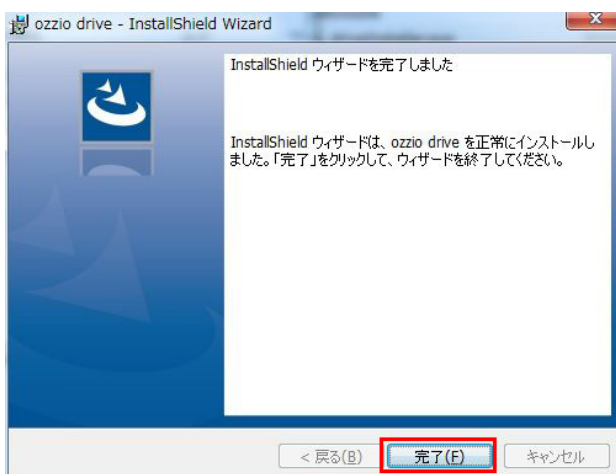 ozzio drive - InstallShield Wizard
InstallShield ウィザードを完了しました
InstallShield ウィザードは、ozzio drive を正常にインストールし
ました。「完了」をクリックして、ウィザードを終了してください。
< 戻る(B)
完了(F)
キャンセル